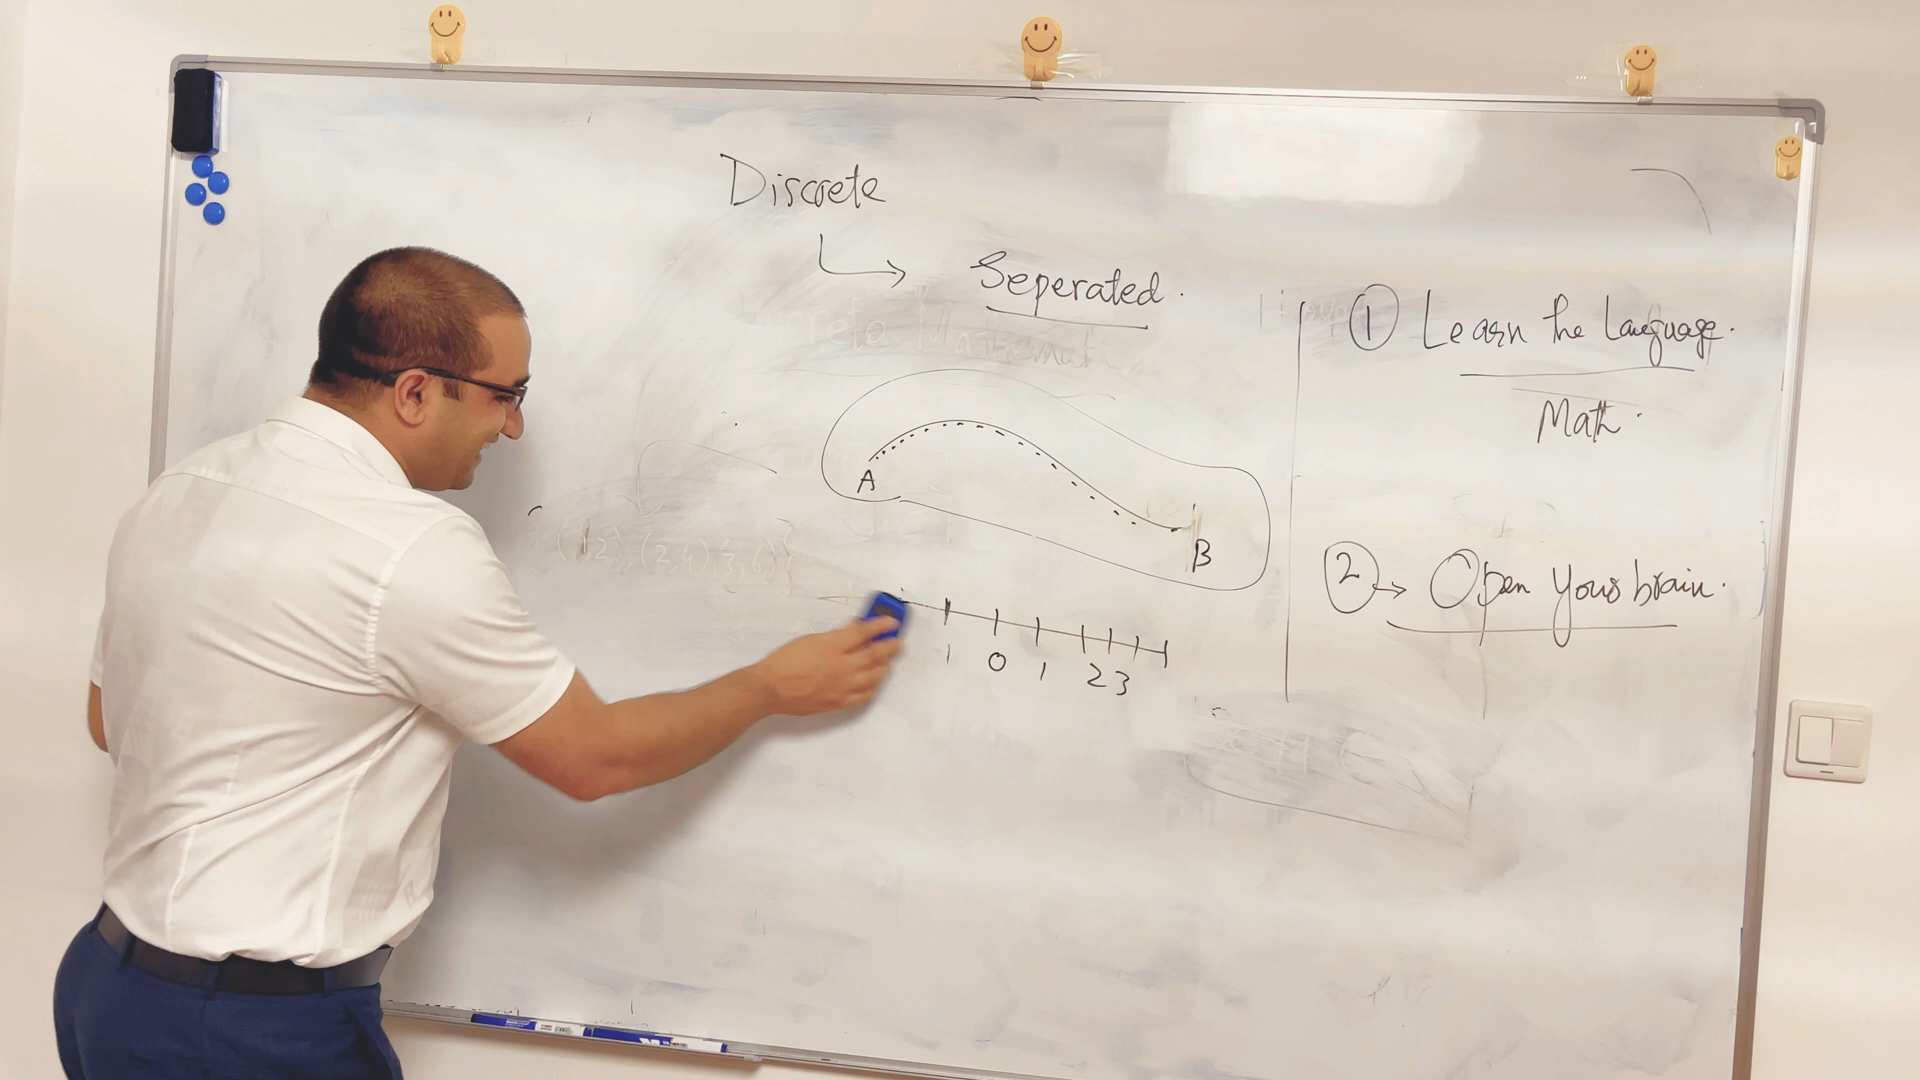 Discrete
Seperated.
A
B
1 0 1 2 3
1 Learn the Language.
Math.
2 → Open your brain.